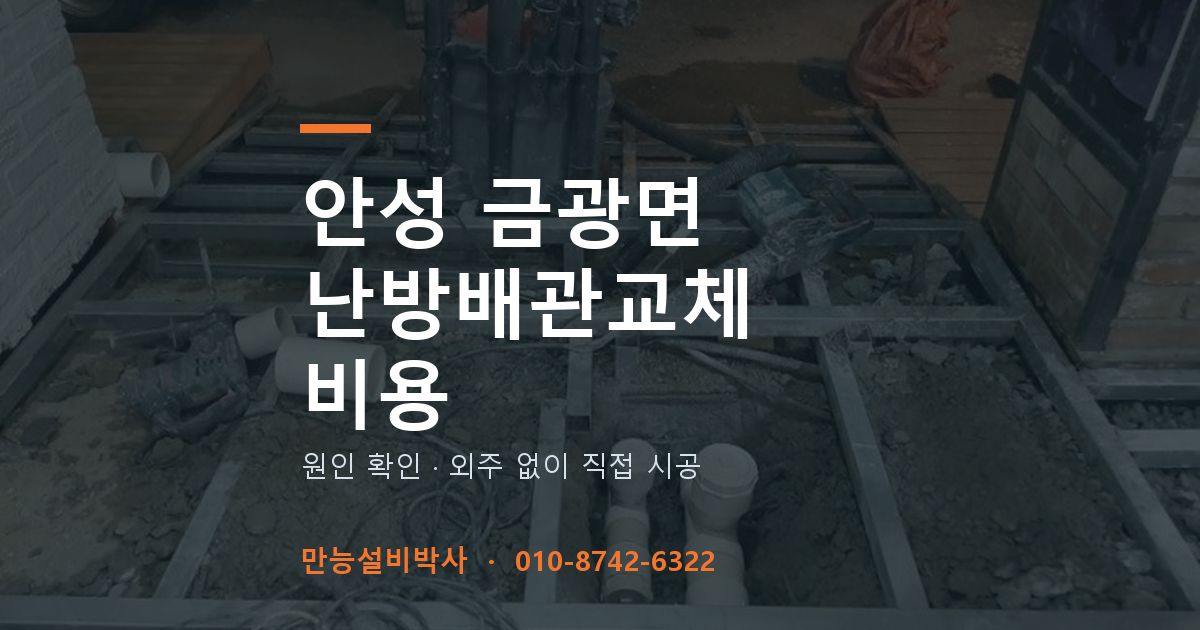 안성 금광면
난방배관교체
비용
원인 확인 · 외주 없이 직접 시공
만능설비박사 · 010-8742-6322